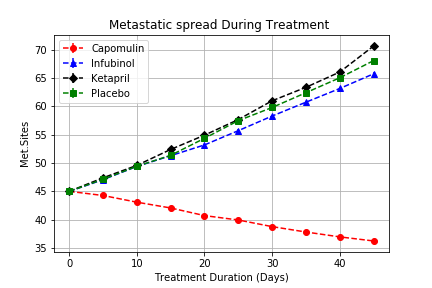 Metastatic spread During Treatment
Capomulin
Infubinol
Ketapril
Placebo
Met Sites
70
65
60
55
50
45
40
35
0 10 20 30 40
Treatment Duration (Days)